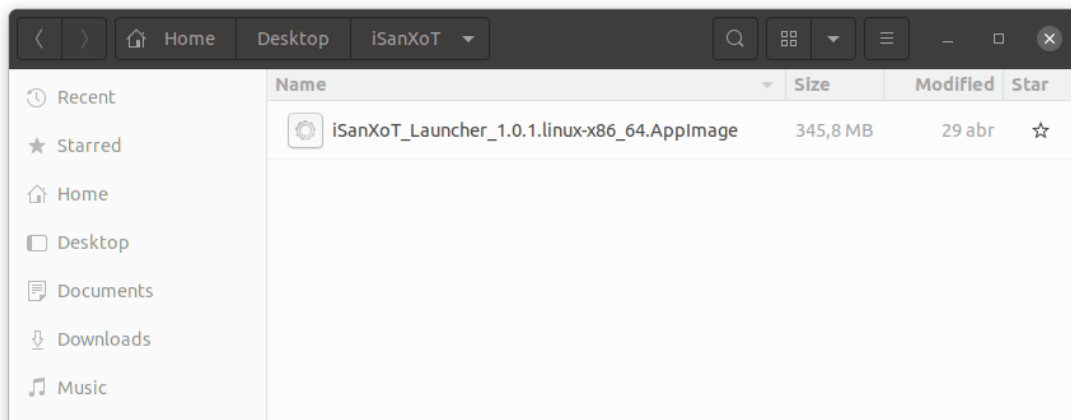 Home Desktop iSanXoT
Recent
Starred
Home
Desktop
Documents
Downloads
Music
Name Size Modified Star
iSanXoT_Launcher_1.0.1.linux-x86_64.AppImage 345,8 MB 29 abr